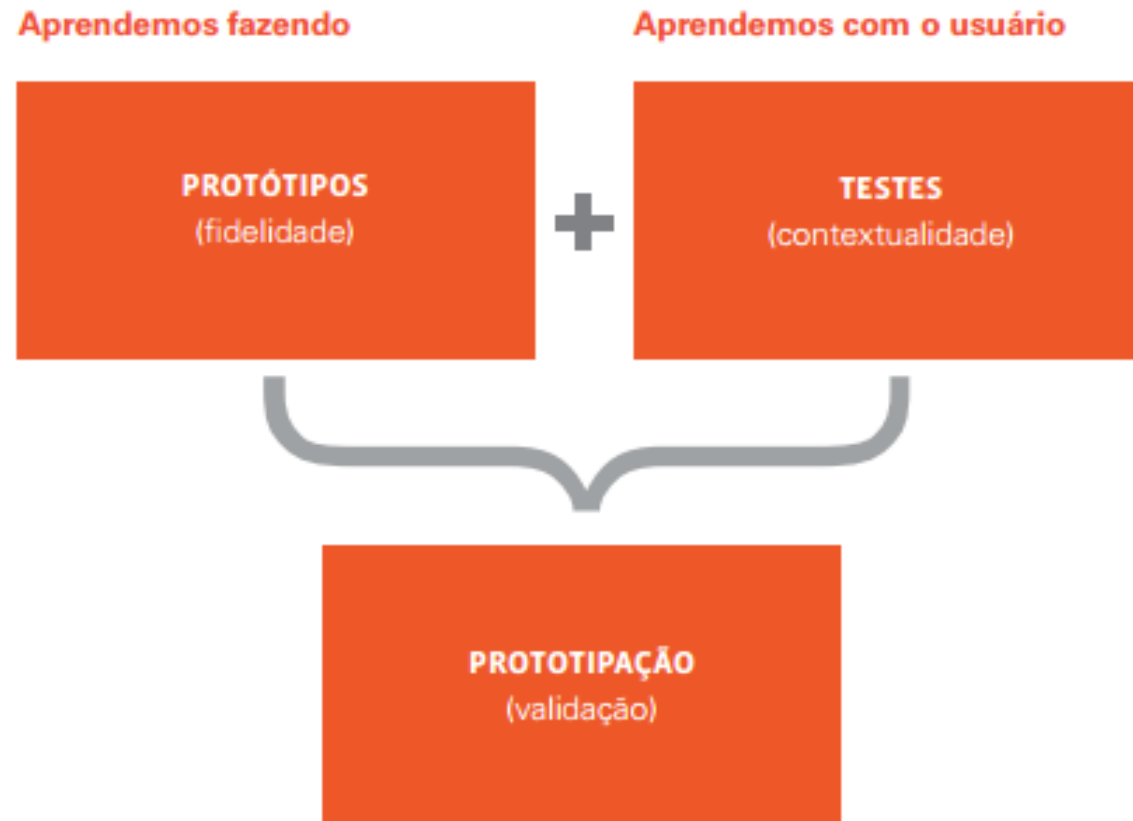 Aprendemos fazendo
Aprendemos com o usuário
PROTÓTIPOS
(fidelidade)
+
TESTES
(contextualidade)
PROTOTIPAÇÃO
(validação)